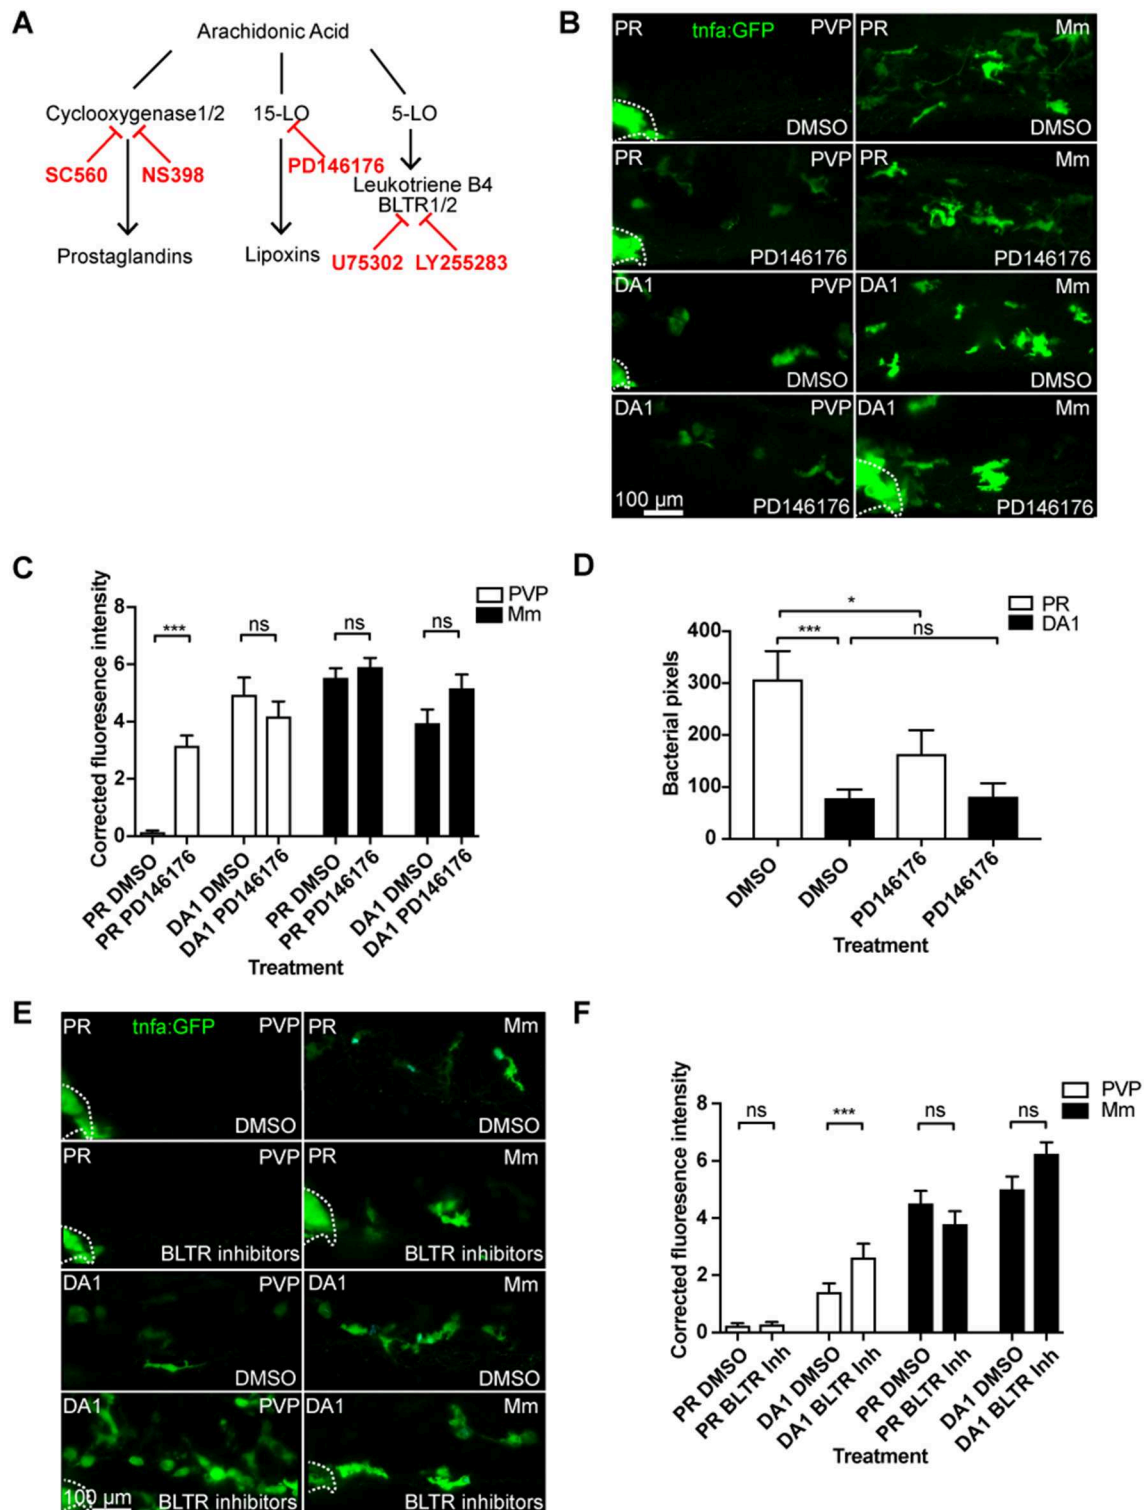 A
Arachidonic Acid
Cyclooxygenase1/2
15-LO
5-LO
SC560
NS398
PD146176
Leukotriene B4
BLTR1/2
Prostaglandins
Lipoxins
U75302
LY255283
B
PR
tnfa:GFP
PVP
DMSO
PR
Mm
DMSO
PR
PVP
PD146176
PR
Mm
PD146176
DA1
PVP
DMSO
DA1
Mm
DMSO
DA1
PVP
100 µm
PD146176
DA1
Mm
PD146176
C
Corrected fluoresence intensity
8
6
4
2
0
***
ns
ns
ns
PVP
Mm
PR DMSO
PR PD146176
DA1 DMSO
DA1 PD146176
PR DMSO
PR PD146176
DA1 DMSO
DA1 PD146176
Treatment
D
Bacterial pixels
400
300
200
100
0
*
***
ns
PR
DA1
DMSO
DMSO
PD146176
PD146176
Treatment
E
PR
tnfa:GFP
PVP
DMSO
PR
Mm
DMSO
PR
PVP
BLTR inhibitors
PR
Mm
BLTR inhibitors
DA1
PVP
DMSO
DA1
Mm
DMSO
DA1
PVP
100 µm
BLTR inhibitors
DA1
Mm
BLTR inhibitors
F
Corrected fluoresence intensity
8
6
4
2
0
ns
***
ns
ns
PVP
Mm
PR DMSO
PR BLTR Inh
DA1 DMSO
DA1 BLTR Inh
PR DMSO
PR BLTR Inh
DA1 DMSO
DA1 BLTR Inh
Treatment